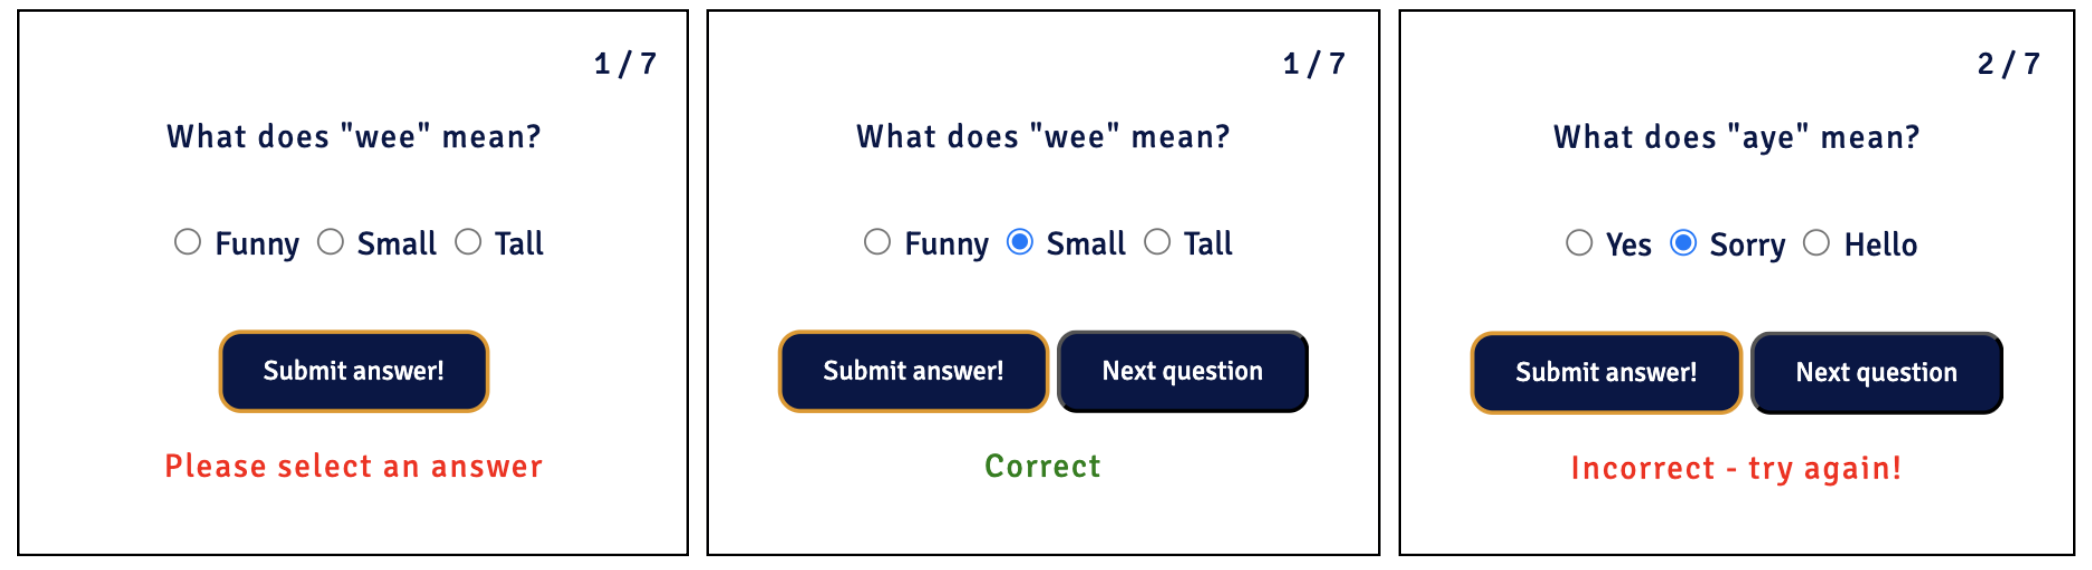 1 / 7
What does "wee" mean?
Funny Small Tall
Submit answer!
Please select an answer
1 / 7
What does "wee" mean?
Funny Small Tall
Submit answer! Next question
Correct
2 / 7
What does "aye" mean?
Yes Sorry Hello
Submit answer! Next question
Incorrect - try again!